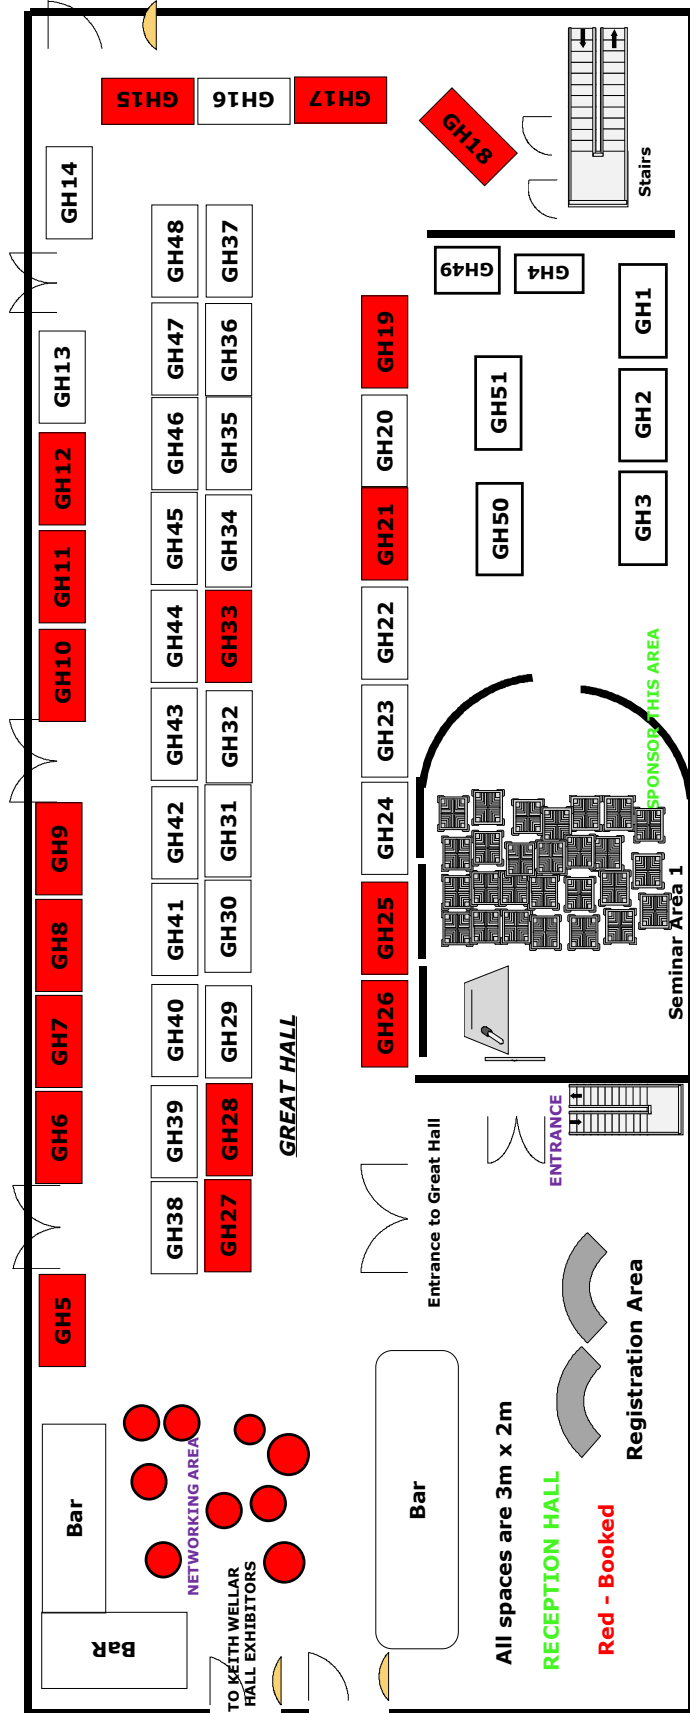 GH15
GH16
GH17
GH18
Stairs
GH14
GH48
GH37
GH49
GH4
GH1
GH13
GH47
GH36
GH19
GH51
GH2
GH12
GH46
GH35
GH20
GH11
GH45
GH34
GH21
GH50
GH3
GH10
GH44
GH33
GH22
GH43
GH32
GH23
SPONSOR THIS AREA
GH9
GH42
GH31
GH24
GH8
GH41
GH30
GH25
Seminar Area 1
GH7
GH40
GH29
GREAT HALL
GH26
GH6
GH39
GH28
ENTRANCE
GH38
GH27
Entrance to Great Hall
GH5
Registration Area
Bar
NETWORKING AREA
Bar
All spaces are 3m x 2m
RECEPTION HALL
Red - Booked
BaR
TO KEITH WELLAR
HALL EXHIBITORS